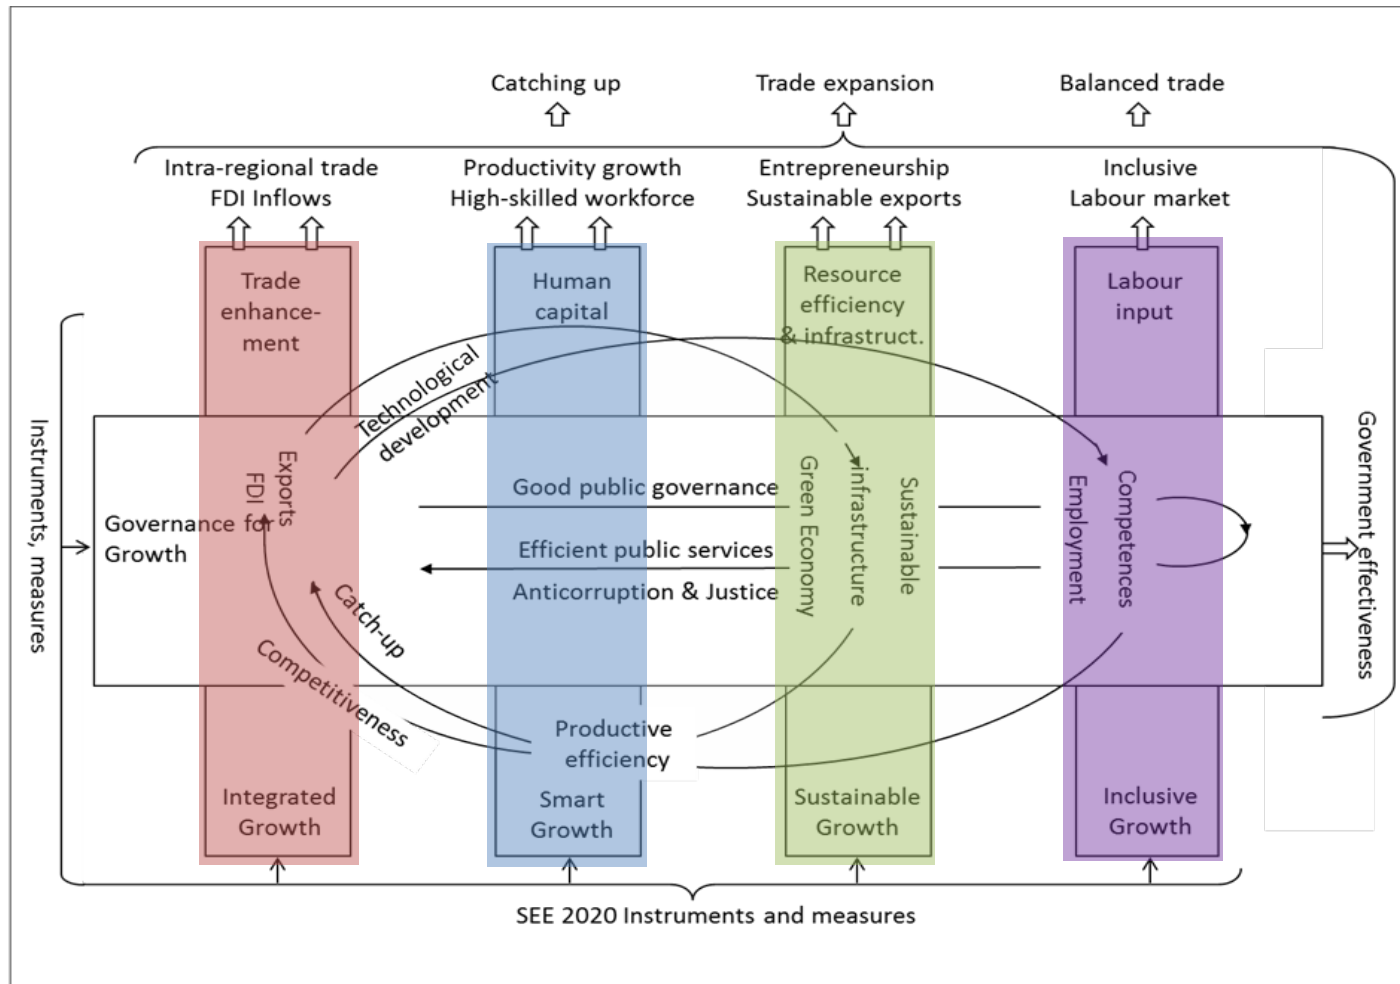 Catching up
Trade expansion
Balanced trade
Intra-regional trade
FDI Inflows
Productivity growth
High-skilled workforce
Entrepreneurship
Sustainable exports
Inclusive
Labour market
Trade
enhance-
ment
Human
capital
Resource
efficiency
& infrastruct.
Labour
input
Technological
development
Instruments, measures
Governance for
Growth
Exports
FDI
Good public governance
Efficient public services
Anticorruption & Justice
Sustainable
infrastructure
Green Economy
Competences
Employment
Government effectiveness
Catch-up
Competitiveness
Productive
efficiency
Integrated
Growth
Smart
Growth
Sustainable
Growth
Inclusive
Growth
SEE 2020 Instruments and measures